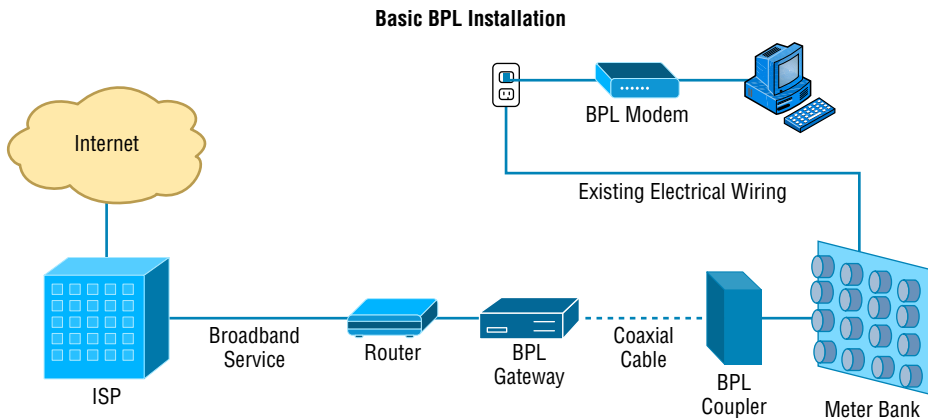 Basic BPL Installation
Internet
BPL Modem
Existing Electrical Wiring
Broadband
Service
Router
BPL
Gateway
Coaxial
Cable
BPL
Coupler
ISP
Meter Bank